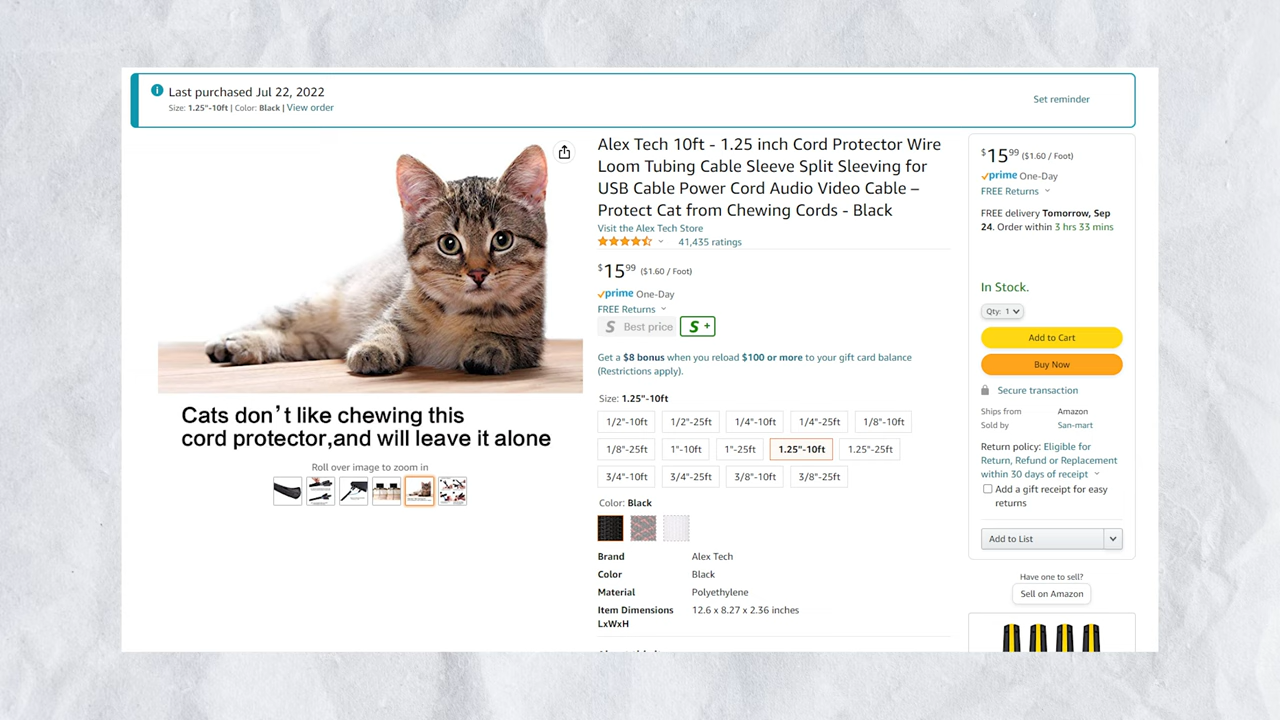 Last purchased Jul 22, 2022
Size: 1.25"-10ft | Color: Black | View order
Set reminder
Cats don't like chewing this
cord protector,and will leave it alone
Roll over image to zoom in
Alex Tech 10ft - 1.25 inch Cord Protector Wire
Loom Tubing Cable Sleeve Split Sleeving for
USB Cable Power Cord Audio Video Cable –
Protect Cat from Chewing Cords - Black
Visit the Alex Tech Store
41,435 ratings
$15.99 ($1.60 / Foot)
prime One-Day
FREE Returns
S Best price
S +
Get a $8 bonus when you reload $100 or more to your gift card balance
(Restrictions apply).
Size: 1.25"-10ft
1/2"-10ft 1/2"-25ft 1/4"-10ft 1/4"-25ft 1/8"-10ft
1/8"-25ft 1"-10ft 1"-25ft 1.25"-10ft 1.25"-25ft
3/4"-10ft 3/4"-25ft 3/8"-10ft 3/8"-25ft
Color: Black
Brand Alex Tech
Color Black
Material Polyethylene
Item Dimensions 12.6 x 8.27 x 2.36 inches
LxWxH
$15.99 ($1.60 / Foot)
prime One-Day
FREE Returns
FREE delivery Tomorrow, Sep
24. Order within 3 hrs 33 mins
In Stock.
Qty: 1
Add to Cart
Buy Now
Secure transaction
Ships from Amazon
Sold by San-mart
Return policy: Eligible for
Return, Refund or Replacement
within 30 days of receipt
Add a gift receipt for easy
returns
Add to List
Have one to sell?
Sell on Amazon